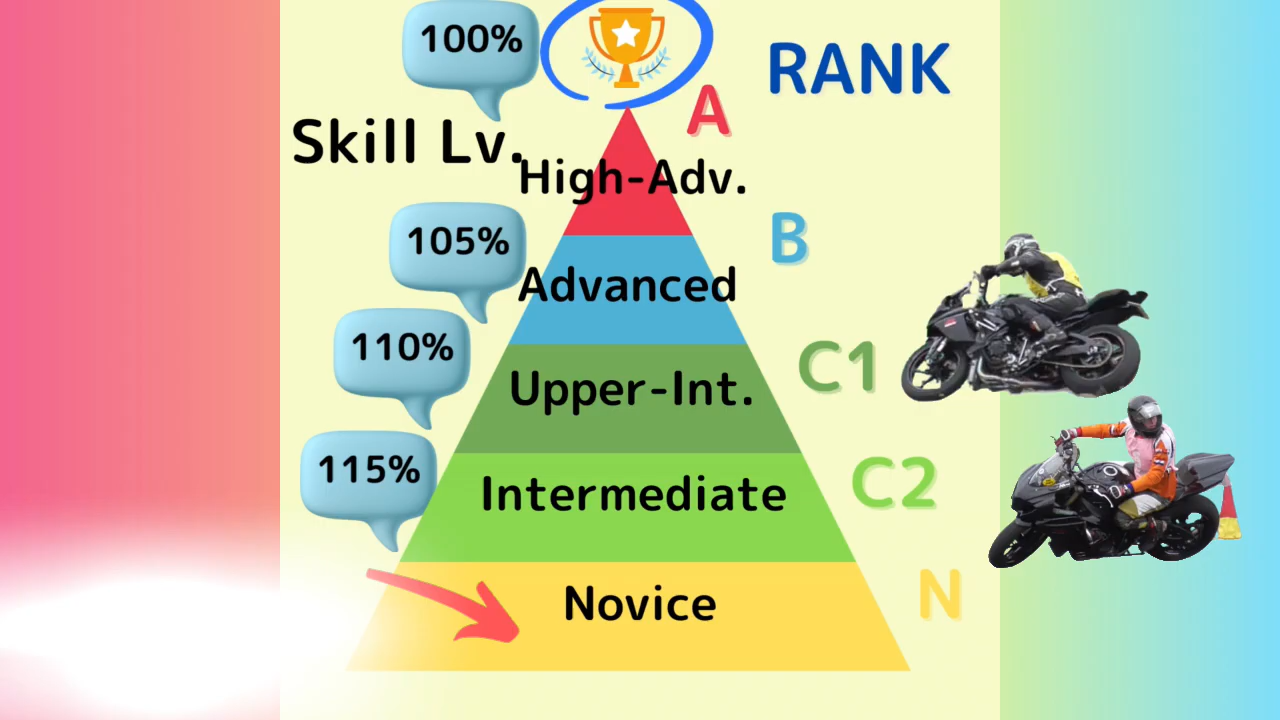 100%
RANK
A
Skill Lv.
High-Adv.
105%
B
Advanced
110%
C1
Upper-Int.
115%
C2
Intermediate
N
Novice